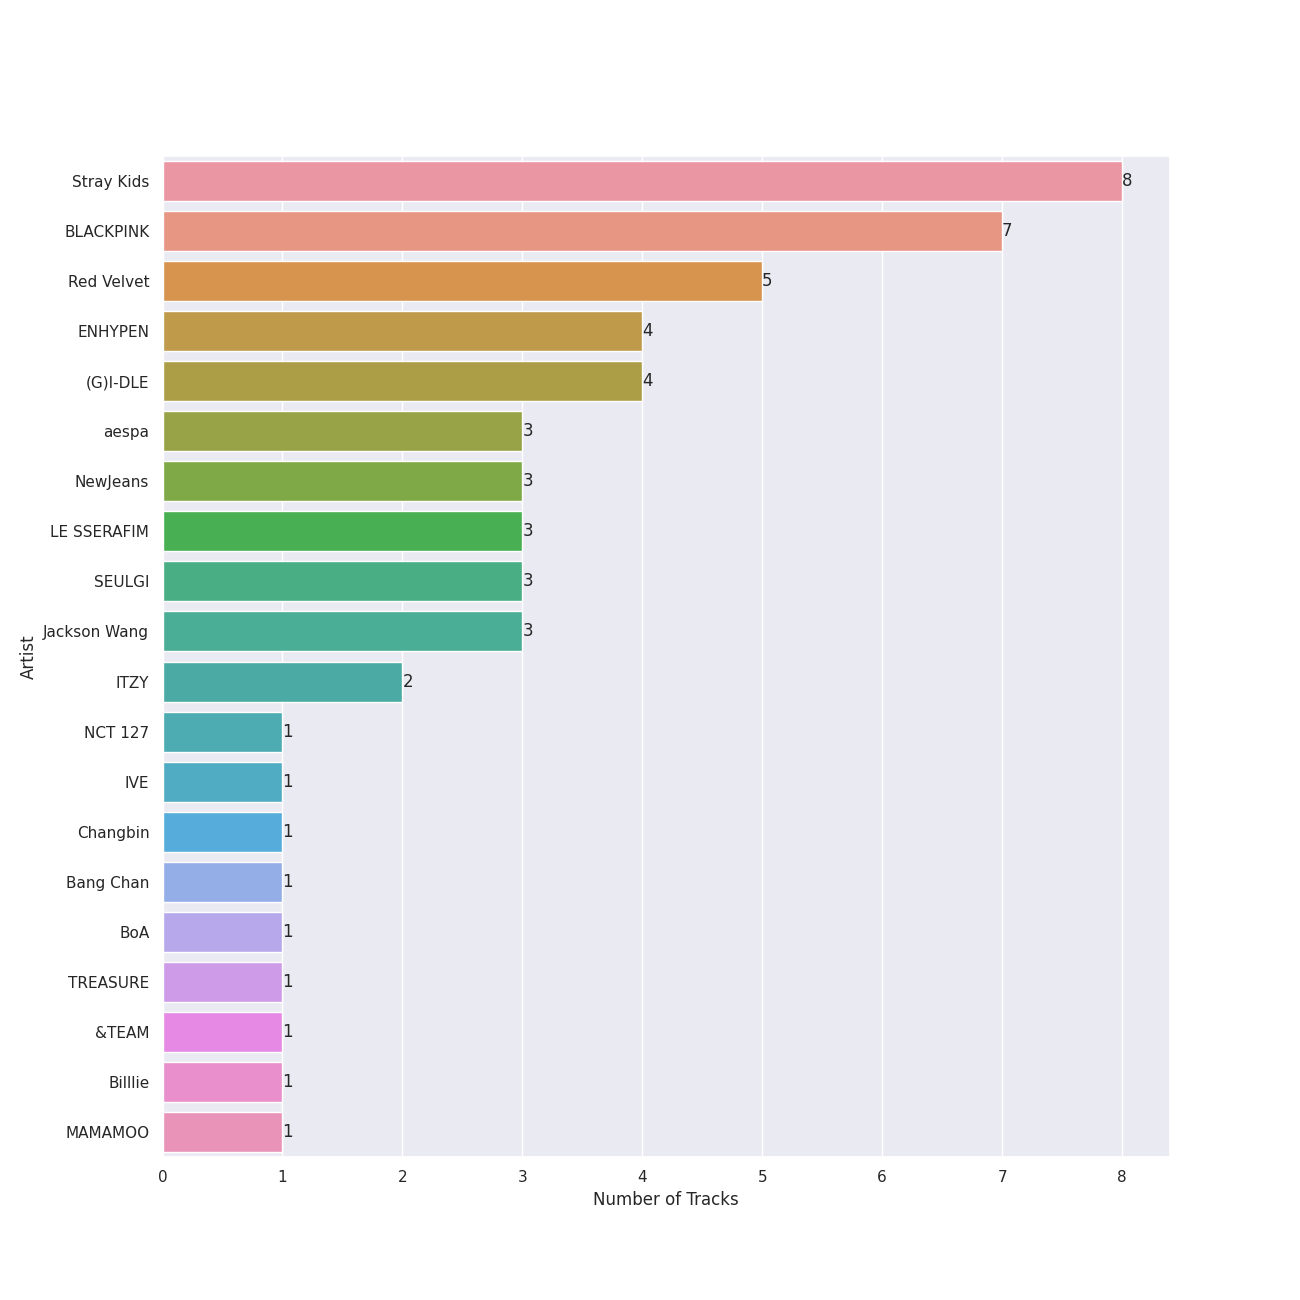 Stray Kids 8
BLACKPINK 7
Red Velvet 5
ENHYPEN 4
(G)I-DLE 4
aespa 3
NewJeans 3
LE SSERAFIM 3
SEULGI 3
Jackson Wang 3
Artist
ITZY 2
NCT 127 1
IVE 1
Changbin 1
Bang Chan 1
BoA 1
TREASURE 1
&TEAM 1
Billlie 1
MAMAMOO 1
0 1 2 3 4 5 6 7 8
Number of Tracks